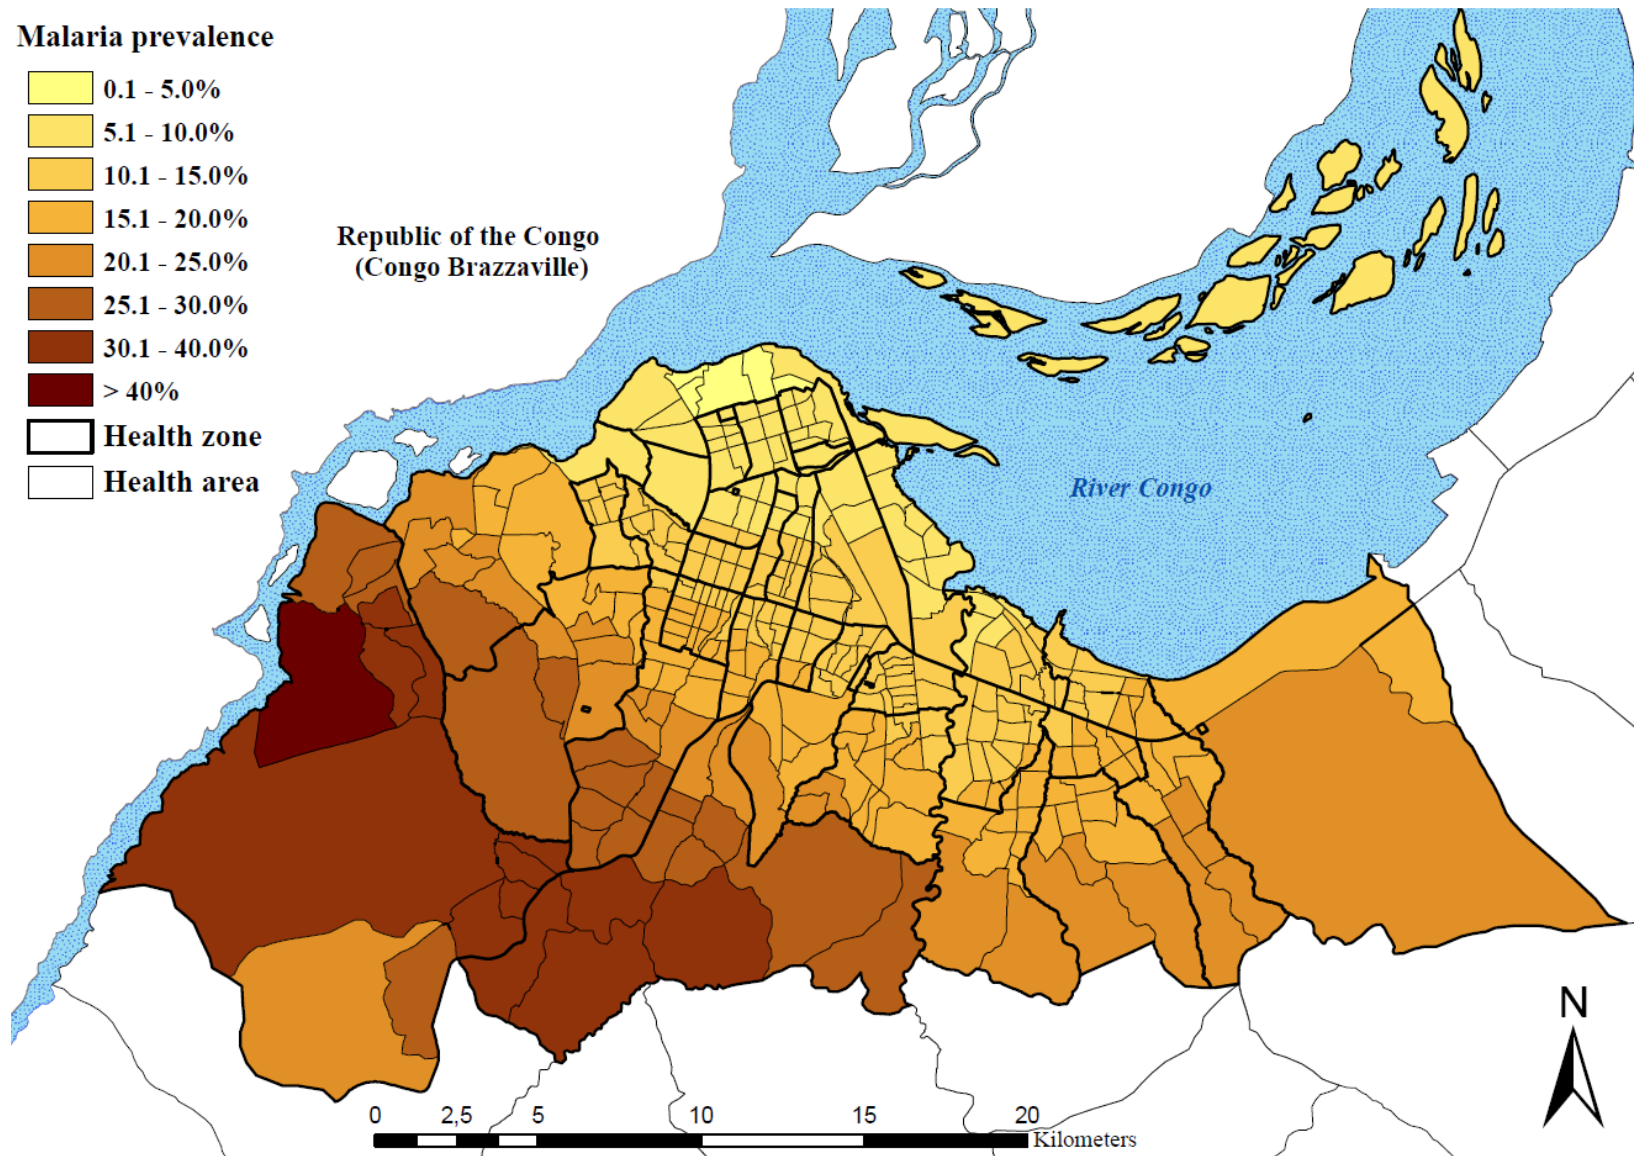 Malaria prevalence
0.1 - 5.0%
5.1 - 10.0%
10.1 - 15.0%
15.1 - 20.0%
20.1 - 25.0%
25.1 - 30.0%
30.1 - 40.0%
> 40%
Health zone
Health area
Republic of the Congo
(Congo Brazzaville)
River Congo
N
0 2,5 5 10 15 20
Kilometers